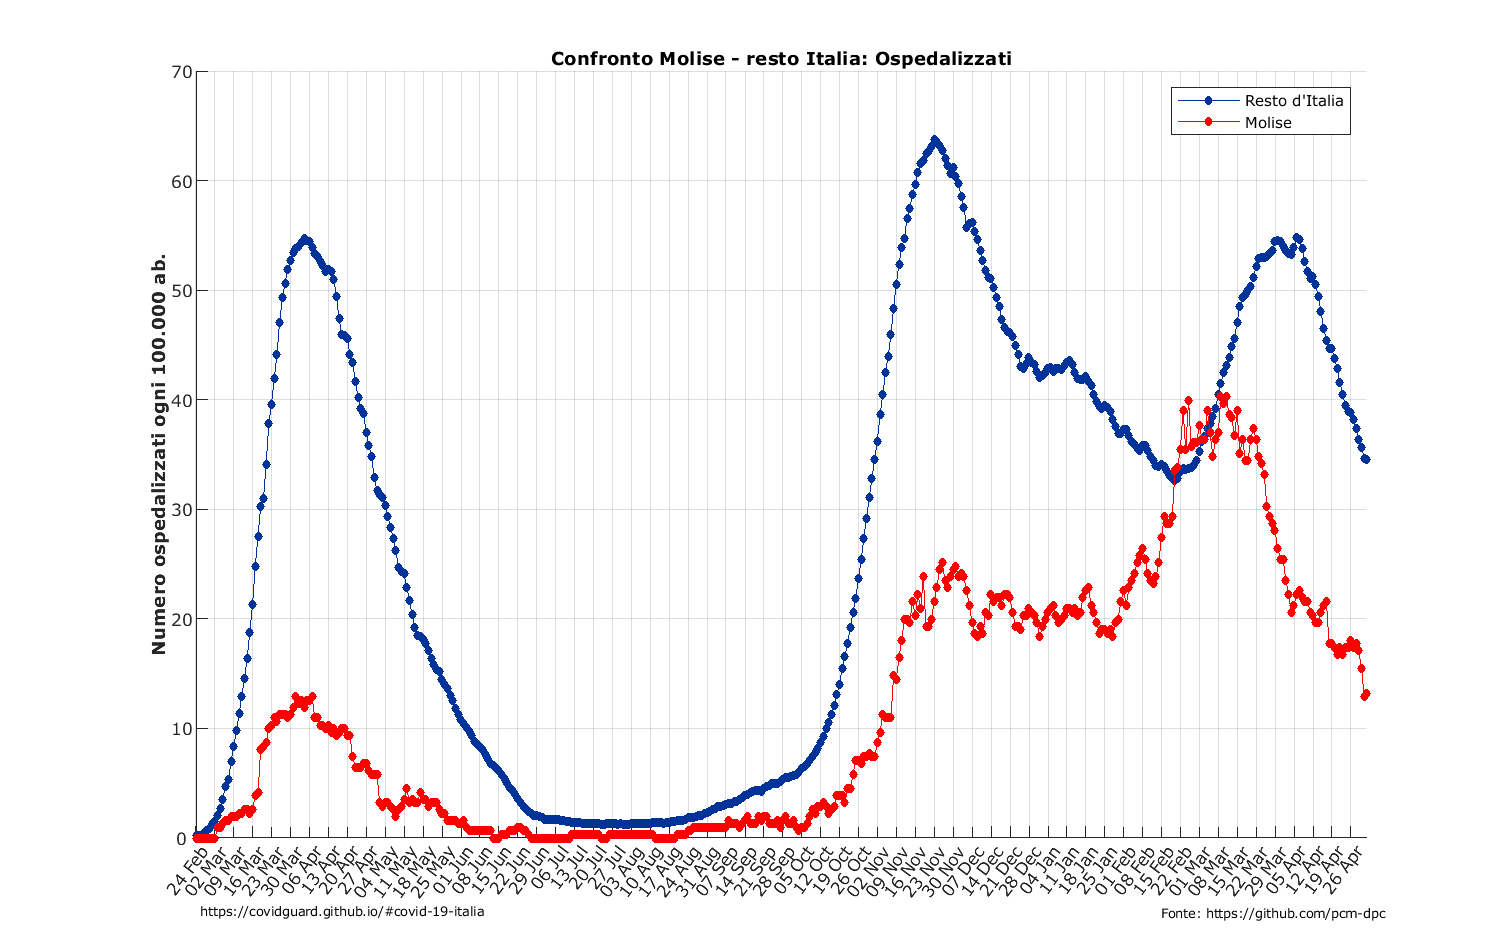 Confronto Molise - resto Italia: Ospedalizzati
Numero ospedalizzati ogni 100.000 ab.
70
60
50
40
30
20
10
0
Resto d'Italia
Molise
24 Feb
02 Mar
09 Mar
16 Mar
23 Mar
30 Mar
06 Apr
13 Apr
20 Apr
27 Apr
04 May
11 May
18 May
25 May
01 Jun
08 Jun
15 Jun
22 Jun
29 Jun
06 Jul
13 Jul
20 Jul
27 Jul
03 Aug
10 Aug
17 Aug
24 Aug
31 Aug
07 Sep
14 Sep
21 Sep
28 Sep
05 Oct
12 Oct
19 Oct
26 Oct
02 Nov
09 Nov
16 Nov
23 Nov
30 Nov
07 Dec
14 Dec
21 Dec
28 Dec
04 Jan
11 Jan
18 Jan
25 Jan
01 Feb
08 Feb
15 Feb
22 Feb
01 Mar
08 Mar
15 Mar
22 Mar
29 Mar
05 Apr
12 Apr
19 Apr
26 Apr
https://covidguard.github.io/#covid-19-italia
Fonte: https://github.com/pcm-dpc